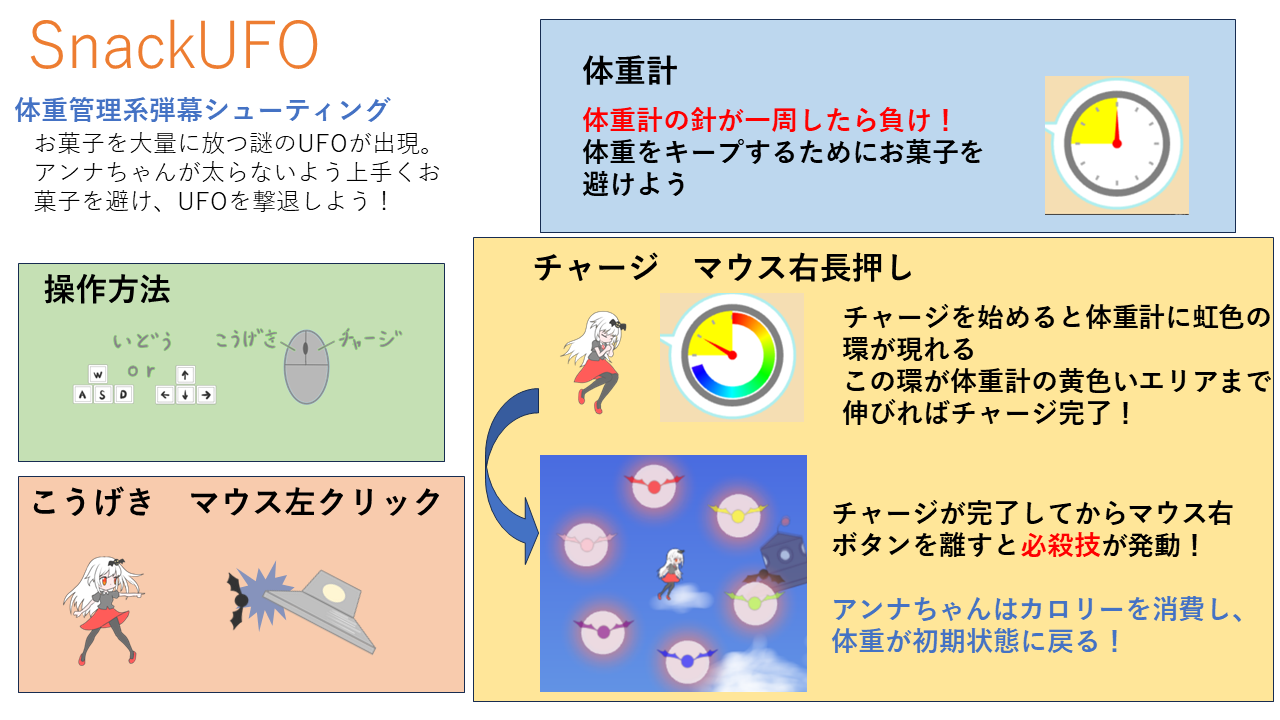 SnackUFO
体重管理系弾幕シューティング
お菓子を大量に放つ謎のUFOが出現。
アンナちゃんが太らないよう上手くお
菓子を避け、UFOを撃退しよう！
体重計
体重計の針が一周したら負け！
体重をキープするためにお菓子を
避けよう
操作方法
いどう
こうげき
チャージ
or
W
A S D
↑
← ↓ →
こうげき　マウス左クリック
チャージ　マウス右長押し
チャージを始めると体重計に虹色の
環が現れる
この環が体重計の黄色いエリアまで
伸びればチャージ完了！
チャージが完了してからマウス右
ボタンを離すと必殺技が発動！
アンナちゃんはカロリーを消費し、
体重が初期状態に戻る！